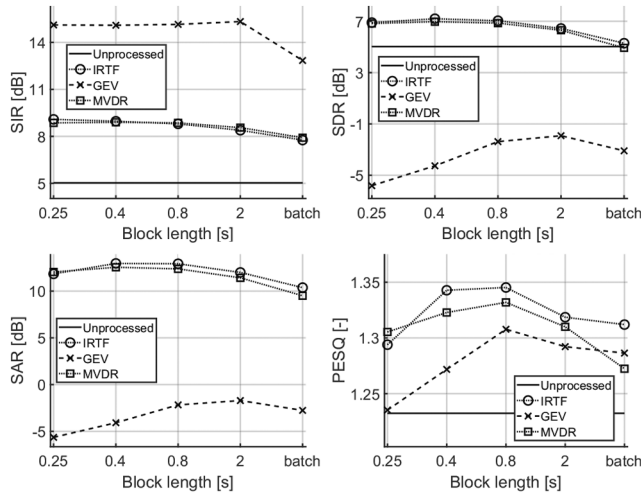 14
11
8
5
SIR [dB]
Unprocessed
IRTF
GEV
MVDR
0.25 0.4 0.8 2 batch
Block length [s]
7
3
-1
-5
SDR [dB]
Unprocessed
IRTF
GEV
MVDR
0.25 0.4 0.8 2 batch
Block length [s]
10
5
0
-5
SAR [dB]
Unprocessed
IRTF
GEV
MVDR
0.25 0.4 0.8 2 batch
Block length [s]
1.35
1.3
1.25
PESQ [-]
Unprocessed
IRTF
GEV
MVDR
0.25 0.4 0.8 2 batch
Block length [s]